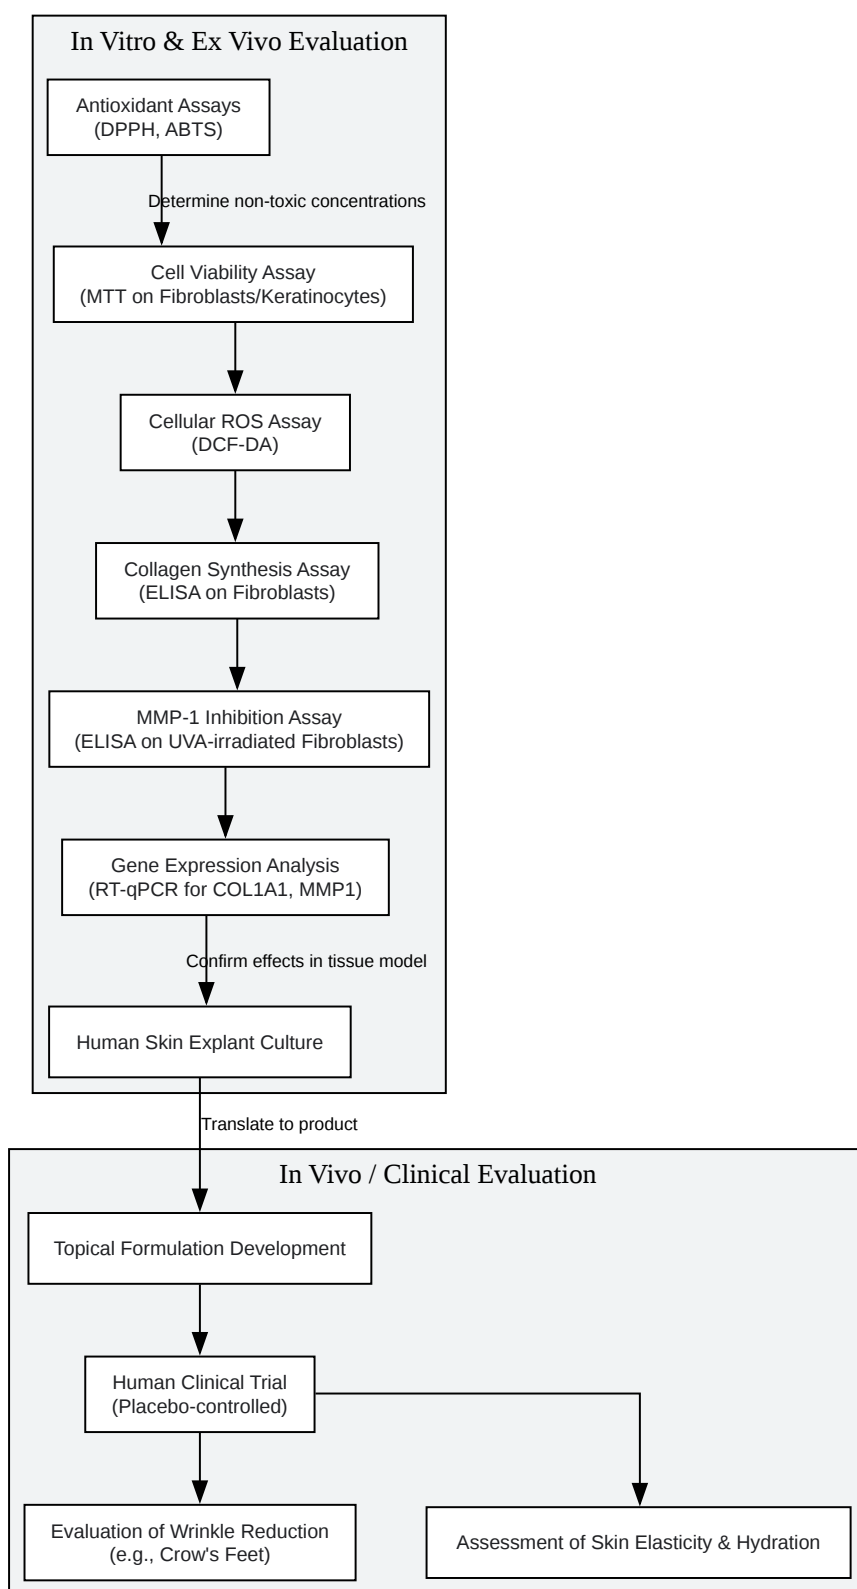 In Vitro & Ex Vivo Evaluation
Antioxidant Assays
(DPPH, ABTS)
Determine non-toxic concentrations
Cell Viability Assay
(MTT on Fibroblasts/Keratinocytes)
Cellular ROS Assay
(DCF-DA)
Collagen Synthesis Assay
(ELISA on Fibroblasts)
MMP-1 Inhibition Assay
(ELISA on UVA-irradiated Fibroblasts)
Gene Expression Analysis
(RT-qPCR for COL1A1, MMP1)
Confirm effects in tissue model
Human Skin Explant Culture
Translate to product
In Vivo / Clinical Evaluation
Topical Formulation Development
Human Clinical Trial
(Placebo-controlled)
Evaluation of Wrinkle Reduction
(e.g., Crow's Feet)
Assessment of Skin Elasticity & Hydration